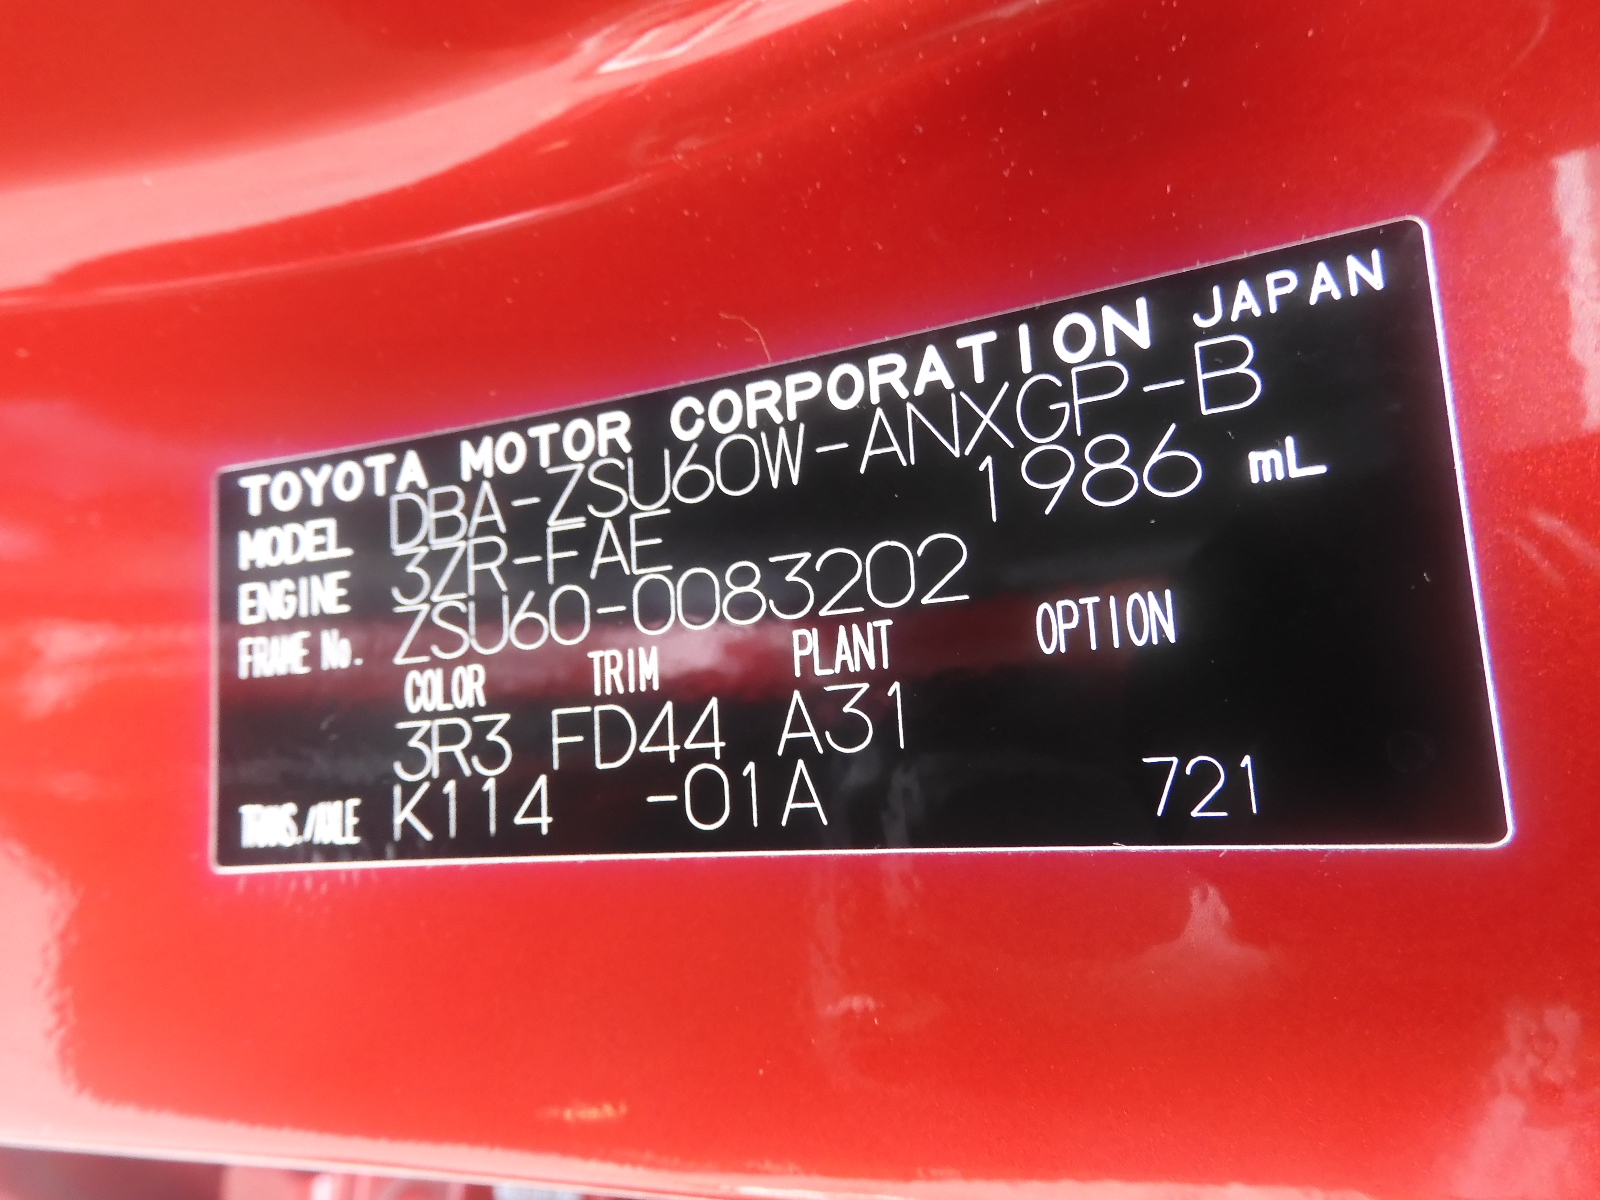 TOYOTA MOTOR CORPORATION JAPAN
MODEL DBA-ZSU60W-ANXGP-B
ENGINE 3ZR-FAE 1986 mL
FRAME No. ZSU60-0083202
COLOR TRIM PLANT OPTION
3R3 FD44 A31
TRANS./AXLE K114 -01A 721